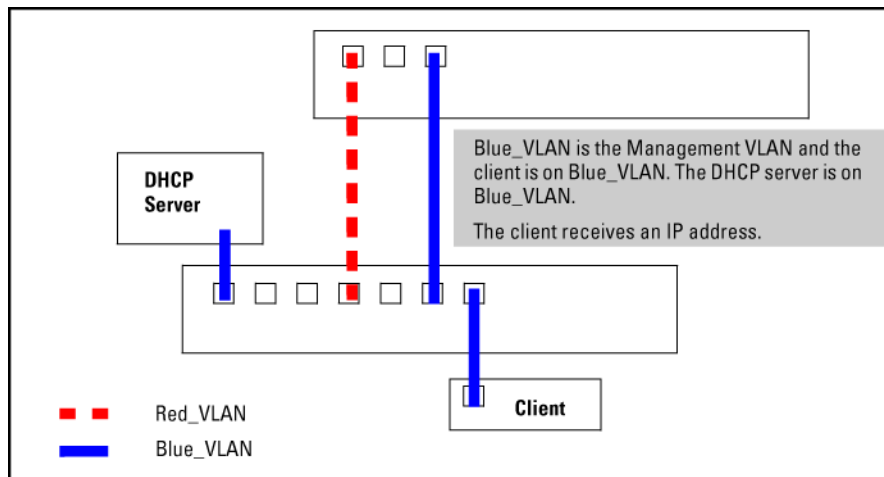 Blue_VLAN is the Management VLAN and the
client is on Blue_VLAN. The DHCP server is on
Blue_VLAN.
The client receives an IP address.
DHCP
Server
Client
Red_VLAN
Blue_VLAN